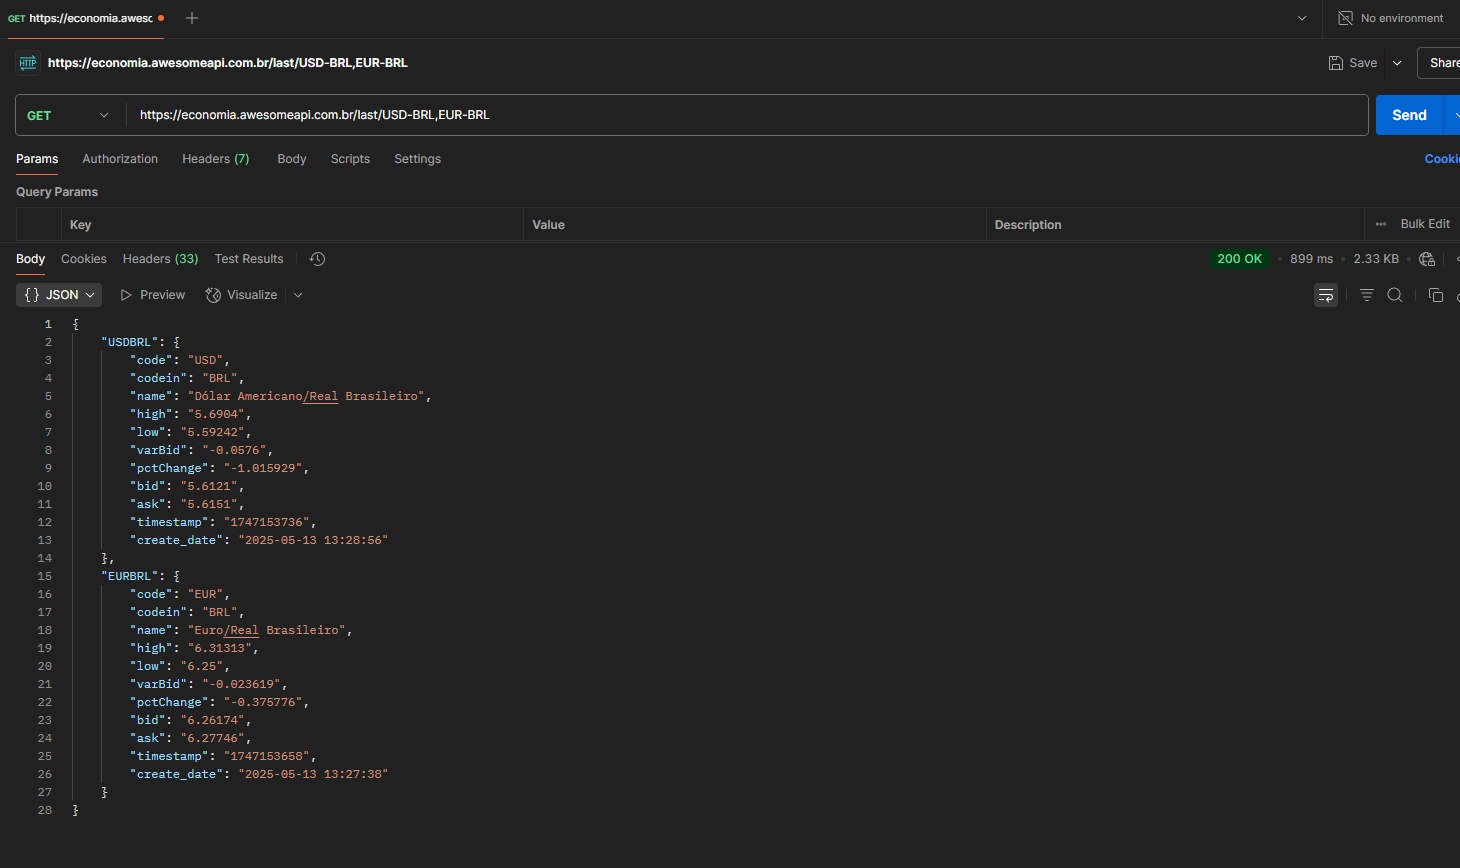 GET https://economia.aweso
No environment
HTTP https://economia.awesomeapi.com.br/last/USD-BRL,EUR-BRL
Save
Share
GET https://economia.awesomeapi.com.br/last/USD-BRL,EUR-BRL
Send
Params Authorization Headers (7) Body Scripts Settings
Cooki
Query Params
Key Value Description Bulk Edit
Body Cookies Headers (33) Test Results
200 OK • 899 ms • 2.33 KB •
{} JSON Preview Visualize
1 {
2 "USDBRL": {
3 "code": "USD",
4 "codein": "BRL",
5 "name": "Dólar Americano/Real Brasileiro",
6 "high": "5.6904",
7 "low": "5.59242",
8 "varBid": "-0.0576",
9 "pctChange": "-1.015929",
10 "bid": "5.6121",
11 "ask": "5.6151",
12 "timestamp": "1747153736",
13 "create_date": "2025-05-13 13:28:56"
14 },
15 "EURBRL": {
16 "code": "EUR",
17 "codein": "BRL",
18 "name": "Euro/Real Brasileiro",
19 "high": "6.31313",
20 "low": "6.25",
21 "varBid": "-0.023619",
22 "pctChange": "-0.375776",
23 "bid": "6.26174",
24 "ask": "6.27746",
25 "timestamp": "1747153658",
26 "create_date": "2025-05-13 13:27:38"
27 }
28 }